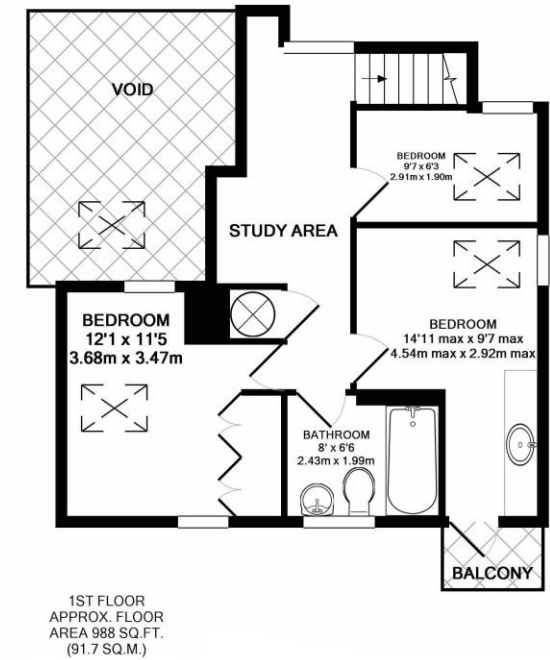 VOID
BEDROOM
9'7 x 6'3
2.91m x 1.90m
STUDY AREA
BEDROOM
12'1 x 11'5
3.68m x 3.47m
BEDROOM
14'11 max x 9'7 max
4.54m max x 2.92m max
BATHROOM
8' x 6'6
2.43m x 1.99m
BALCONY
1ST FLOOR
APPROX. FLOOR
AREA 988 SQ.FT.
(91.7 SQ.M.)